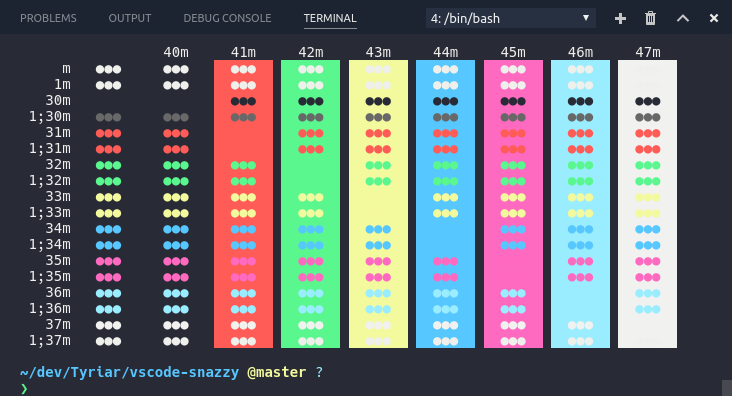 PROBLEMS OUTPUT DEBUG CONSOLE TERMINAL 4: /bin/bash
40m 41m 42m 43m 44m 45m 46m 47m
m ●●● ●●● ●●● ●●● ●●● ●●● ●●● ●●●
1m ●●● ●●● ●●● ●●● ●●● ●●● ●●● ●●●
30m ●●● ●●● ●●● ●●● ●●● ●●● ●●●
1;30m ●●● ●●● ●●● ●●● ●●● ●●● ●●● ●●● ●●●
31m ●●● ●●● ●●● ●●● ●●● ●●● ●●● ●●●
1;31m ●●● ●●● ●●● ●●● ●●● ●●● ●●● ●●●
32m ●●● ●●● ●●● ●●● ●●● ●●● ●●● ●●●
1;32m ●●● ●●● ●●● ●●● ●●● ●●● ●●● ●●●
33m ●●● ●●● ●●● ●●● ●●● ●●● ●●● ●●●
1;33m ●●● ●●● ●●● ●●● ●●● ●●● ●●● ●●●
34m ●●● ●●● ●●● ●●● ●●● ●●● ●●● ●●●
1;34m ●●● ●●● ●●● ●●● ●●● ●●● ●●● ●●●
35m ●●● ●●● ●●● ●●● ●●● ●●● ●●● ●●●
1;35m ●●● ●●● ●●● ●●● ●●● ●●● ●●● ●●●
36m ●●● ●●● ●●● ●●● ●●● ●●● ●●● ●●●
1;36m ●●● ●●● ●●● ●●● ●●● ●●● ●●● ●●●
37m ●●● ●●● ●●● ●●● ●●● ●●● ●●● ●●●
1;37m ●●● ●●● ●●● ●●● ●●● ●●● ●●● ●●●
~/dev/Tyriar/vscode-snazzy @master ?
❯